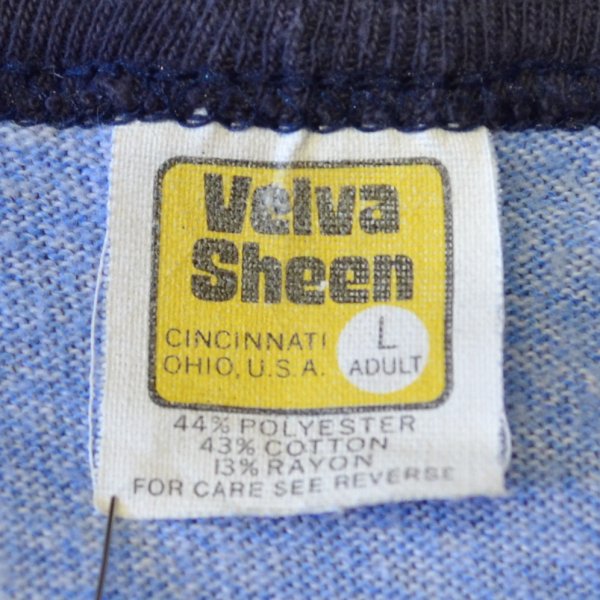 Velva
Sheen
CINCINNATI
OHIO, U.S.A.
L
ADULT
44% POLYESTER
43% COTTON
13% RAYON
FOR CARE SEE REVERSE